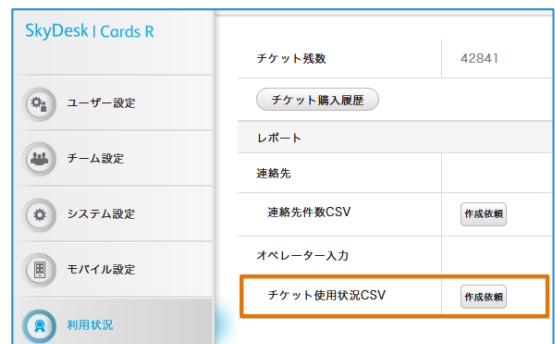 SkyDesk | Cards R
ユーザー設定
チーム設定
システム設定
モバイル設定
利用状況
チケット残数 42841
チケット購入履歴
レポート
連絡先
連絡先件数CSV 作成依頼
オペレーター入力
チケット使用状況CSV 作成依頼